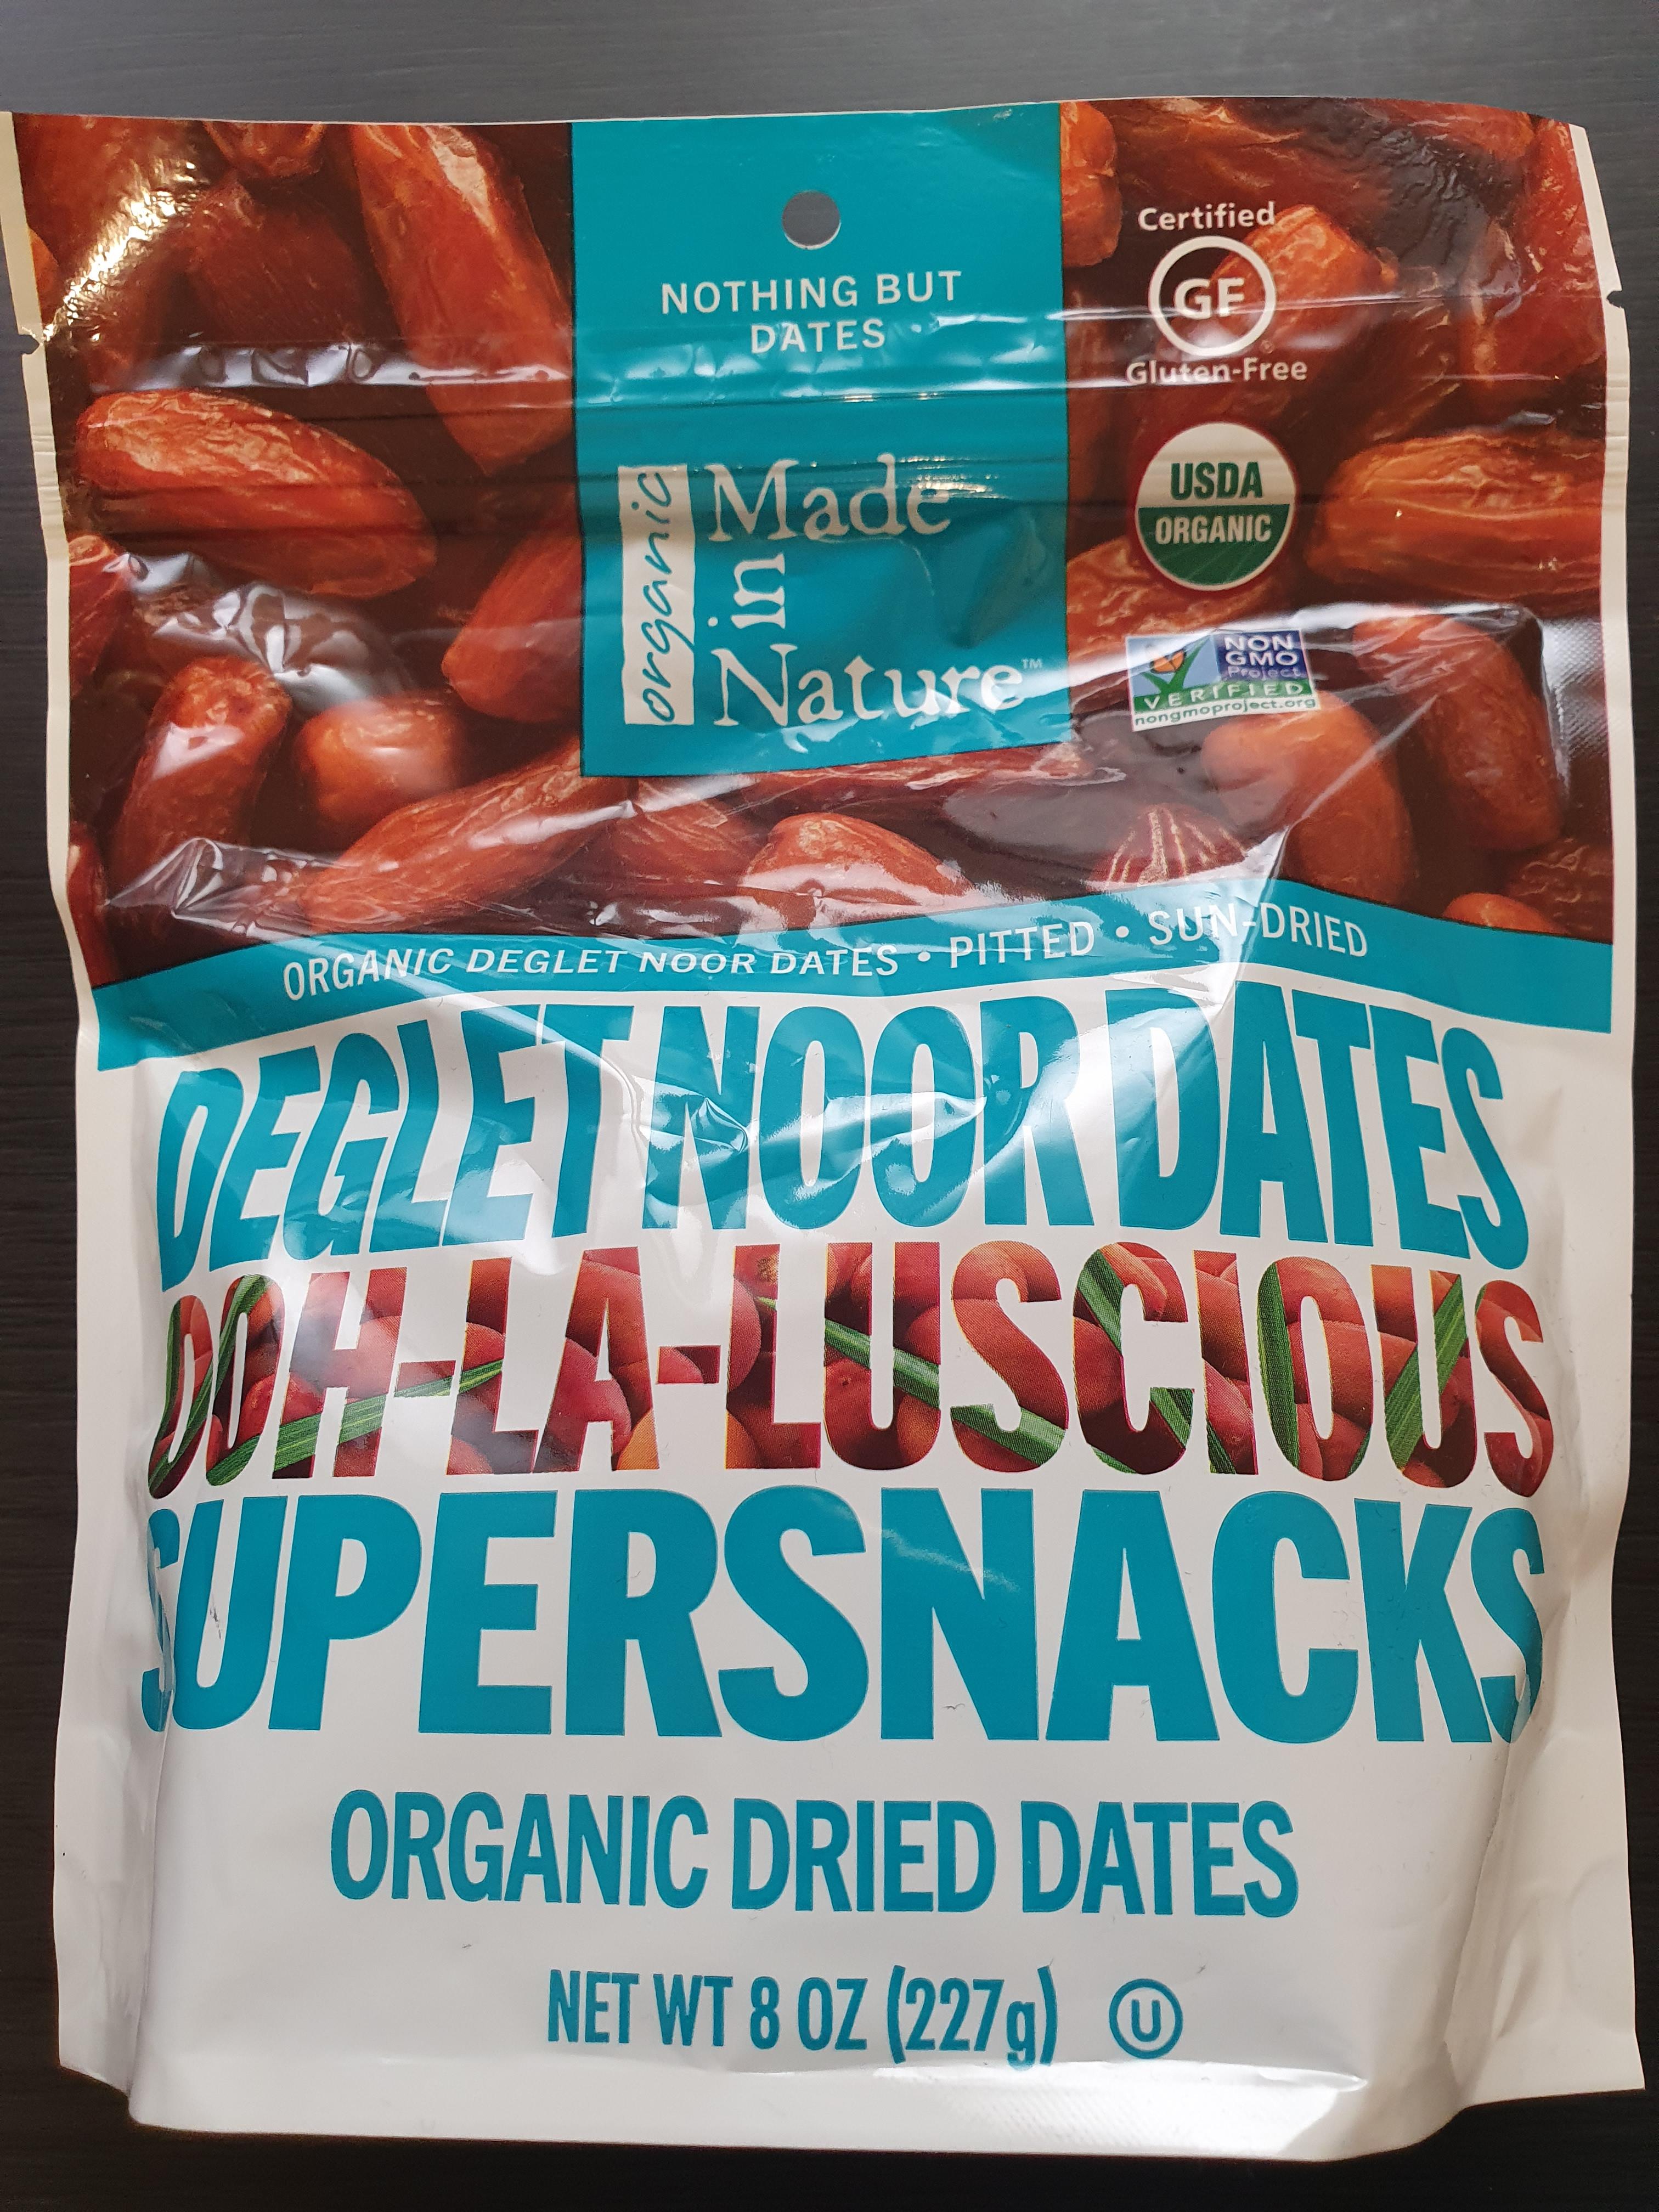 NOTHING BUT
DATES
organic
Made
in
Nature™
Certified
GF
Gluten-Free
USDA
ORGANIC
NON
GMO
Project
VERIFIED
nongmoproject.org
ORGANIC DEGLET NOOR DATES • PITTED • SUN-DRIED
DEGLET NOOR DATES
OOH-LA-LUSCIOUS
SUPERSNACKS
ORGANIC DRIED DATES
NET WT 8 OZ (227g) U